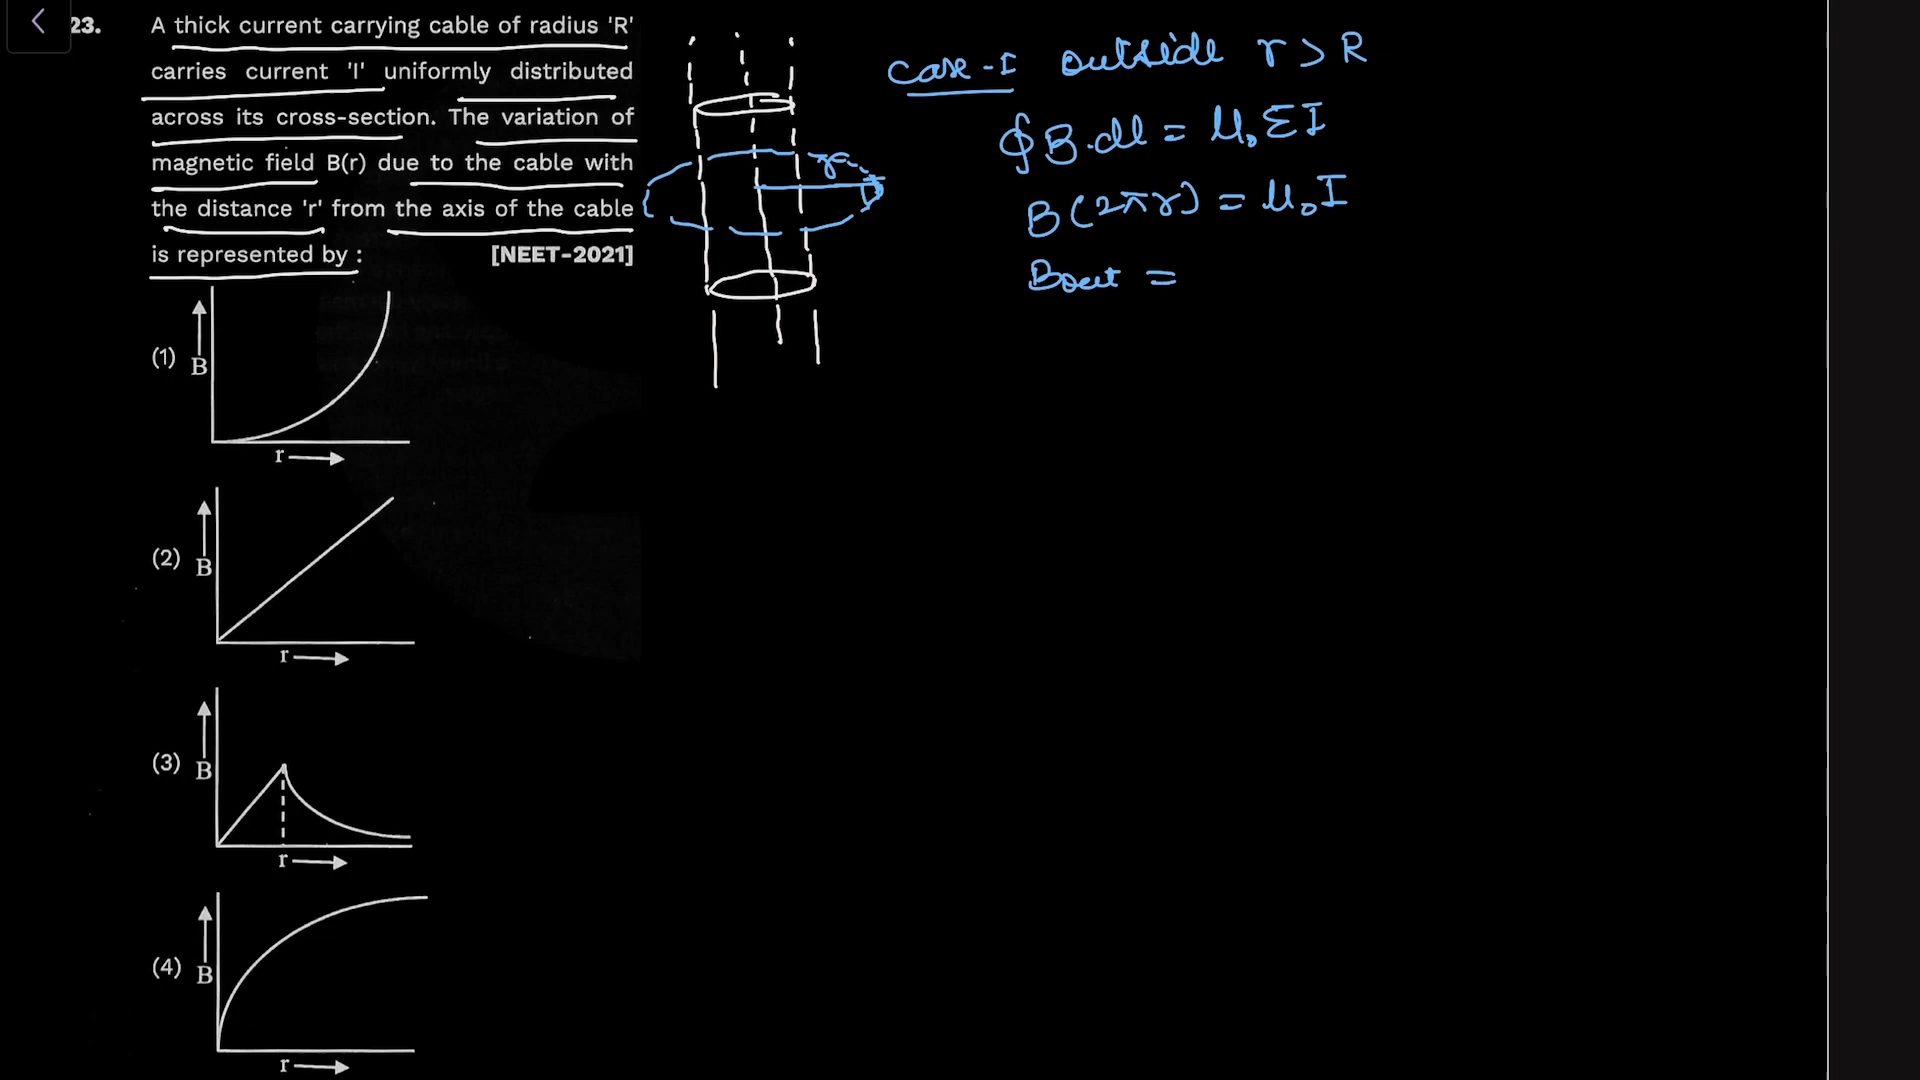 23. A thick current carrying cable of radius 'R'
carries current 'I' uniformly distributed
across its cross-section. The variation of
magnetic field B(r) due to the cable with
the distance 'r' from the axis of the cable
is represented by : [NEET-2021]
(1) B
r
(2) B
r
(3) B
r
(4) B
r
r
Case-I outside r > R
∮B.dl = μ₀ΣI
B(2πr) = μ₀I
Bout =